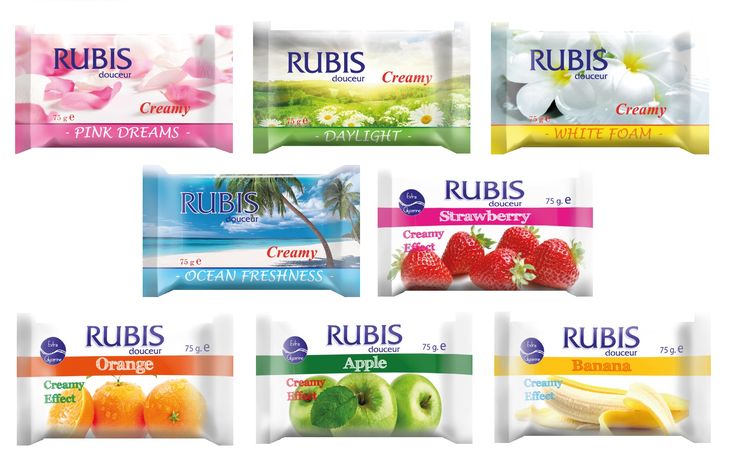 RUBIS
douceur
Creamy
75 g e
- PINK DREAMS -
RUBIS
douceur
Creamy
75 g e
- DAYLIGHT -
RUBIS
douceur
Creamy
75 g e
- WHITE FOAM -
RUBIS
douceur
Creamy
75 g e
- OCEAN FRESHNESS -
Extra
Glycerine
RUBIS
douceur
75 g. e
Strawberry
Creamy
Effect
Extra
Glycerine
RUBIS
douceur
75 g. e
Orange
Creamy
Effect
Extra
Glycerine
RUBIS
douceur
75 g. e
Apple
Creamy
Effect
Extra
Glycerine
RUBIS
douceur
75 g. e
Banana
Creamy
Effect